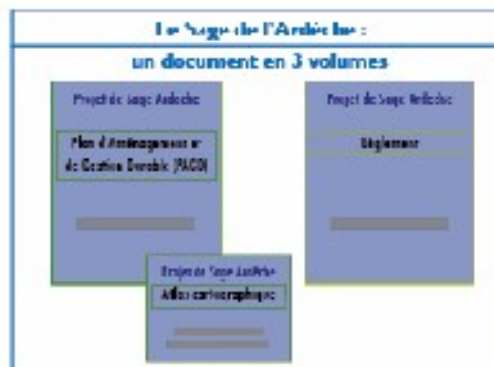 Le Sage de l'Ardèche :
un document en 3 volumes
Projet de Sage Ardèche
Plan d'Aménagement et
de Gestion Durable (PAGD)
Projet de Sage Ardèche
Règlement
Projet de Sage Ardèche
Atlas cartographique